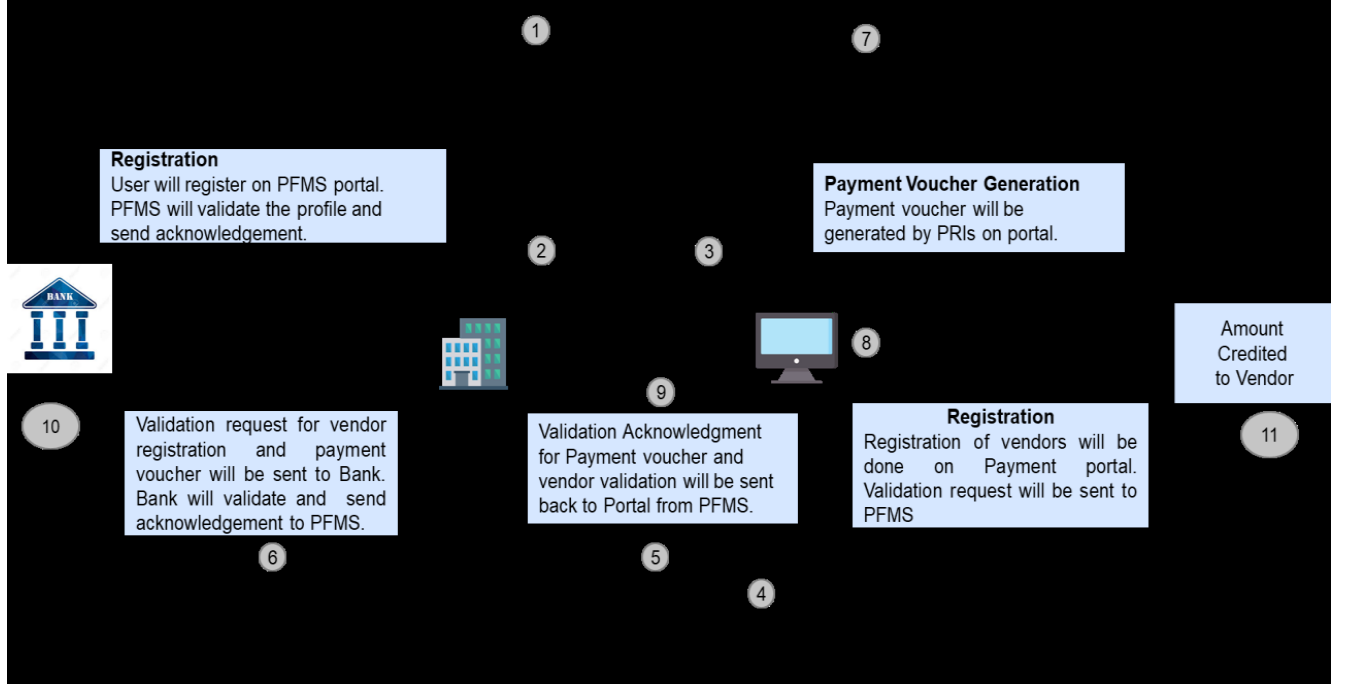 1
7
Registration
User will register on PFMS portal.
PFMS will validate the profile and
send acknowledgement.
Payment Voucher Generation
Payment voucher will be
generated by PRIs on portal.
2
3
BANK
8
Amount
Credited
to Vendor
9
10
Validation request for vendor
registration and payment
voucher will be sent to Bank.
Bank will validate and send
acknowledgement to PFMS.
Validation Acknowledgment
for Payment voucher and
vendor validation will be sent
back to Portal from PFMS.
Registration
Registration of vendors will be
done on Payment portal.
Validation request will be sent to
PFMS
11
6
5
4